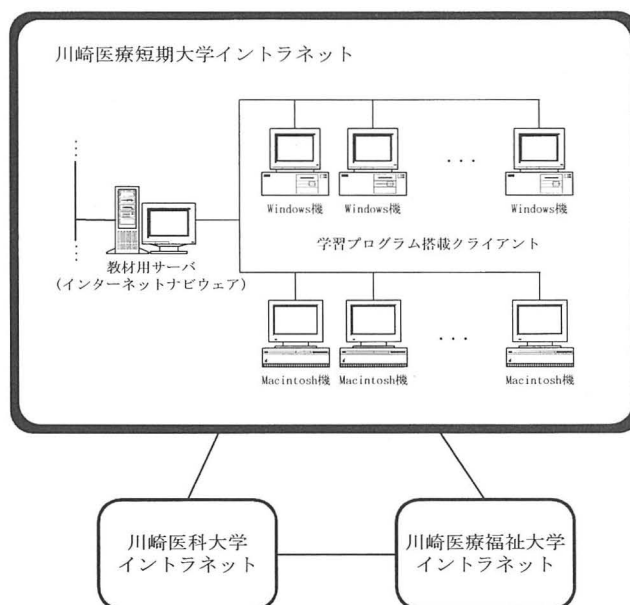 川崎医療短期大学イントラネット
Windows機 Windows機 ・・・ Windows機
学習プログラム搭載クライアント
教材用サーバ
(インターネットナビウェア)
Macintosh機 Macintosh機 ・・・ Macintosh機
川崎医科大学
イントラネット
川崎医療福祉大学
イントラネット